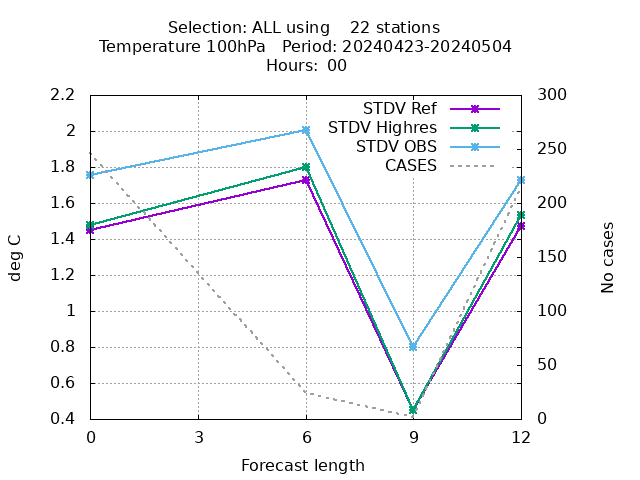 Selection: ALL using    22 stations
Temperature 100hPa   Period: 20240423-20240504
Hours: 00
2.2
2
1.8
1.6
1.4
1.2
1
0.8
0.6
0.4
deg C
STDV Ref
STDV Highres
STDV OBS
CASES
300
250
200
150
100
50
0
No cases
0 3 6 9 12
Forecast length